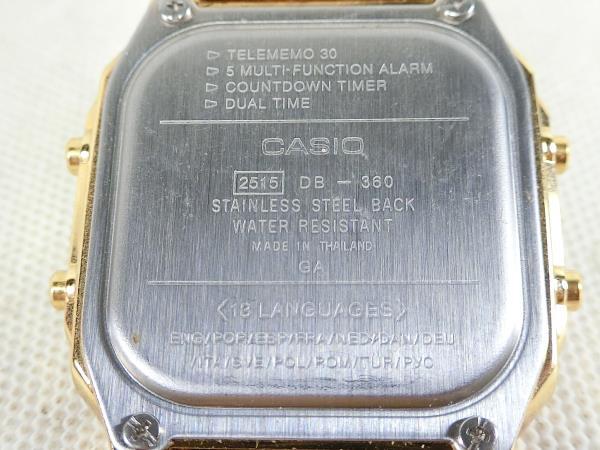 ▷ TELEMEMO 30
▷ 5 MULTI-FUNCTION ALARM
▷ COUNTDOWN TIMER
▷ DUAL TIME
CASIO
2515 DB - 360
STAINLESS STEEL BACK
WATER RESISTANT
MADE IN THAILAND
GA
〈13 LANGUAGES〉
ENG/POR/ESP/FRA/NED/DAN/DEU
/ITA/SVE/POL/ROM/TUR/РУС